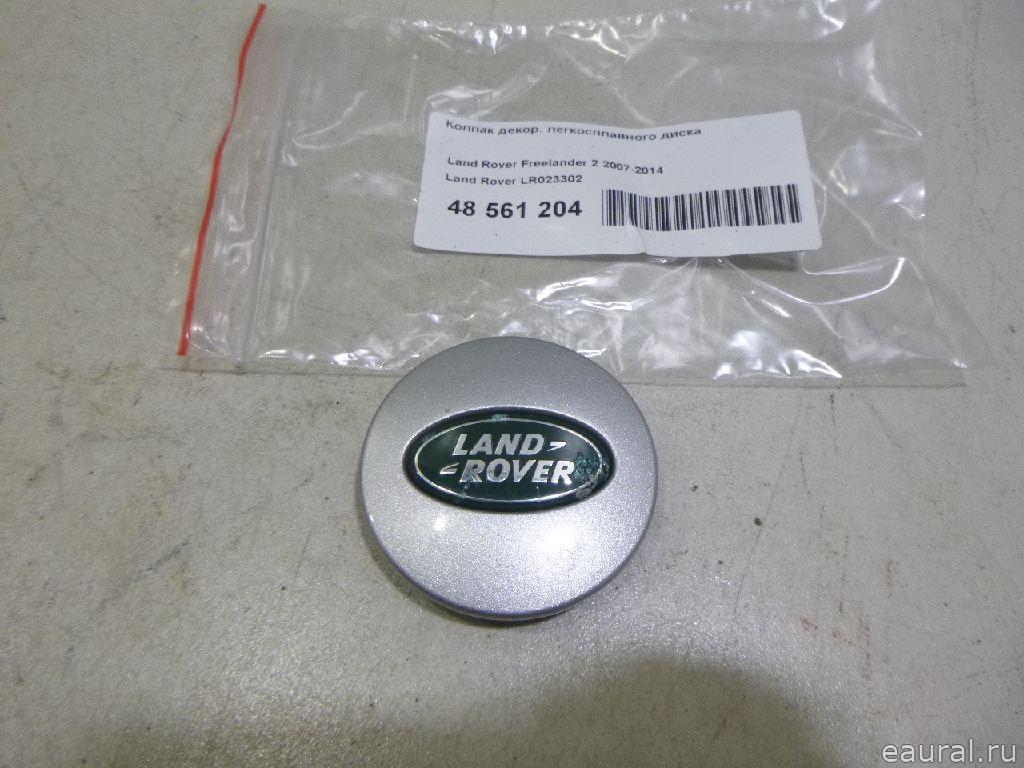 Колпак декор. легкосплавного диска
Land Rover Freelander 2 2007-2014
Land Rover LR023302
48 561 204
LAND
ROVER
eaural.ru